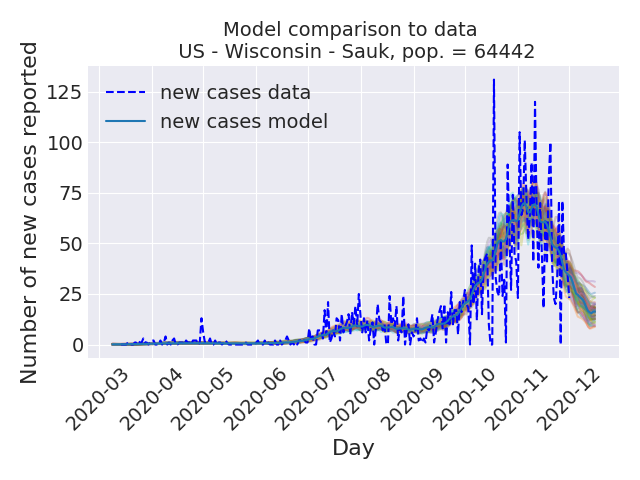 Model comparison to data
US - Wisconsin - Sauk, pop. = 64442
Number of new cases reported
125
100
75
50
25
0
new cases data
new cases model
2020-03
2020-04
2020-05
2020-06
2020-07
2020-08
2020-09
2020-10
2020-11
2020-12
Day